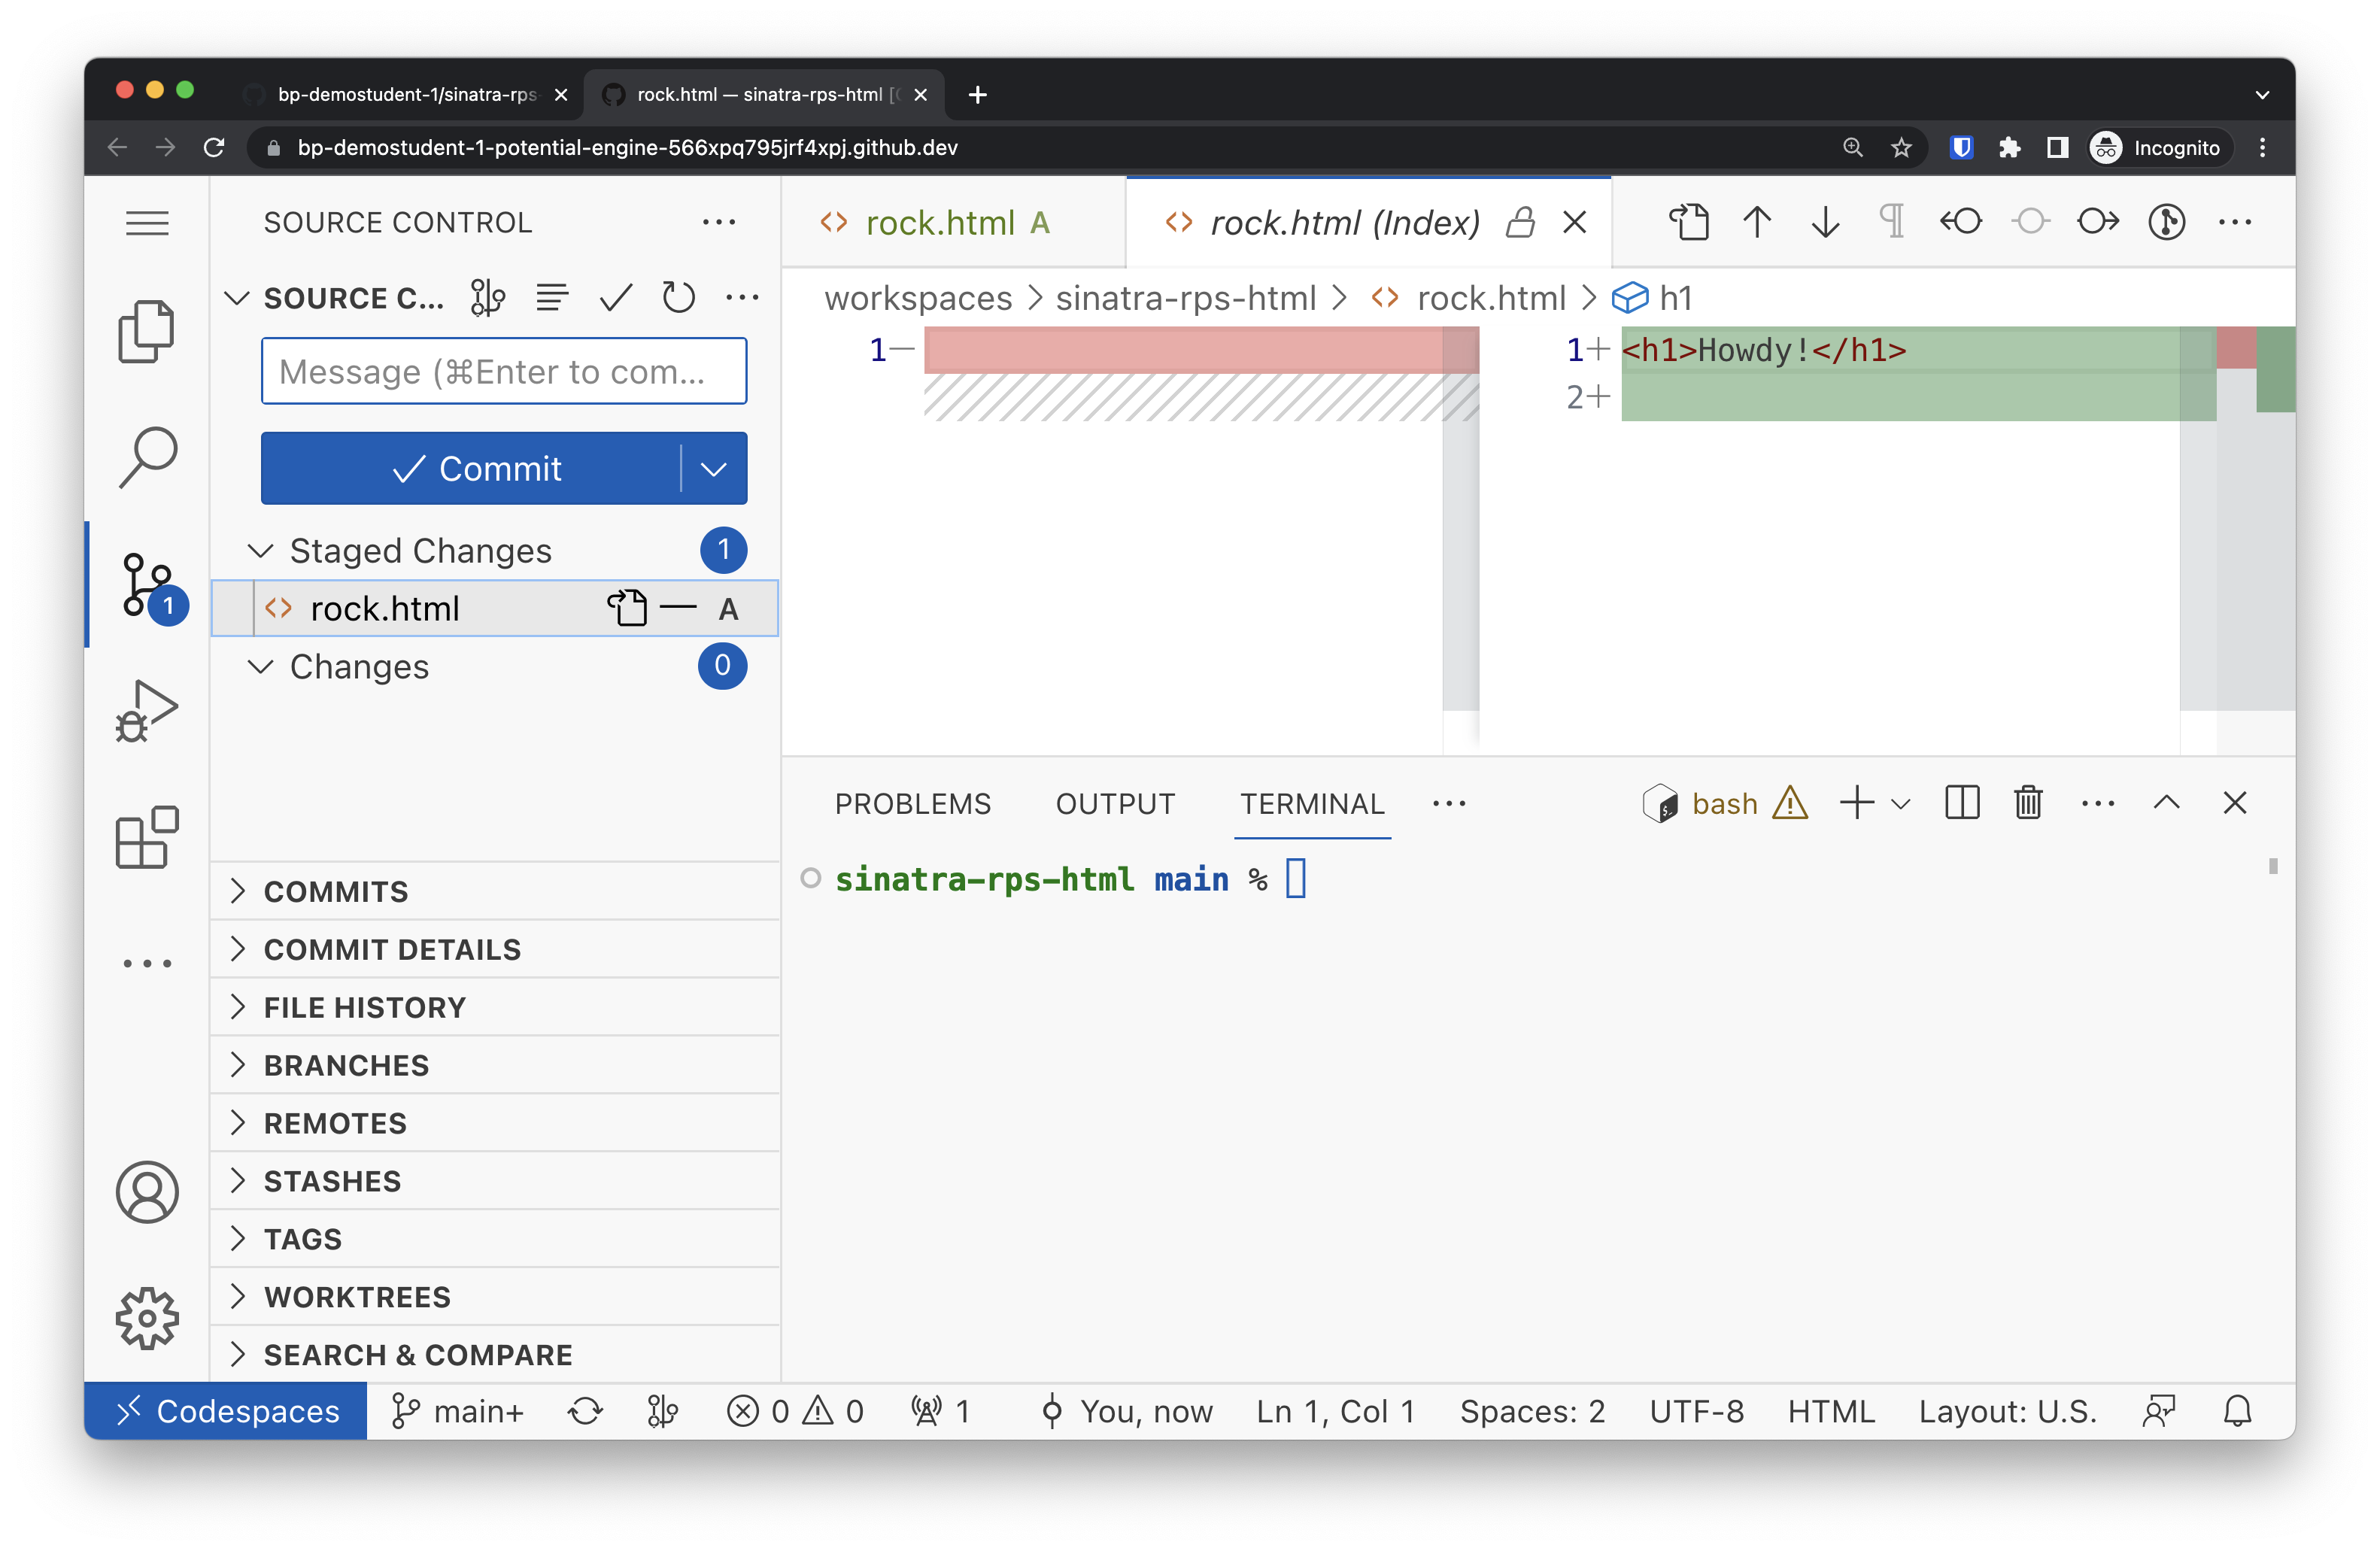 bp-demostudent-1/sinatra-rps-
rock.html — sinatra-rps-html [
bp-demostudent-1-potential-engine-566xpq795jrf4xpj.github.dev
Incognito
SOURCE CONTROL
SOURCE C...
Message (⌘Enter to com...
Commit
Staged Changes 1
rock.html A
Changes 0
1
COMMITS
COMMIT DETAILS
FILE HISTORY
BRANCHES
REMOTES
STASHES
TAGS
WORKTREES
SEARCH & COMPARE
rock.html A
rock.html (Index)
workspaces > sinatra-rps-html > rock.html > h1
1—
1+ <h1>Howdy!</h1>
2+
PROBLEMS OUTPUT TERMINAL
bash
sinatra-rps-html main %
Codespaces main+ 0 0 1 You, now Ln 1, Col 1 Spaces: 2 UTF-8 HTML Layout: U.S.